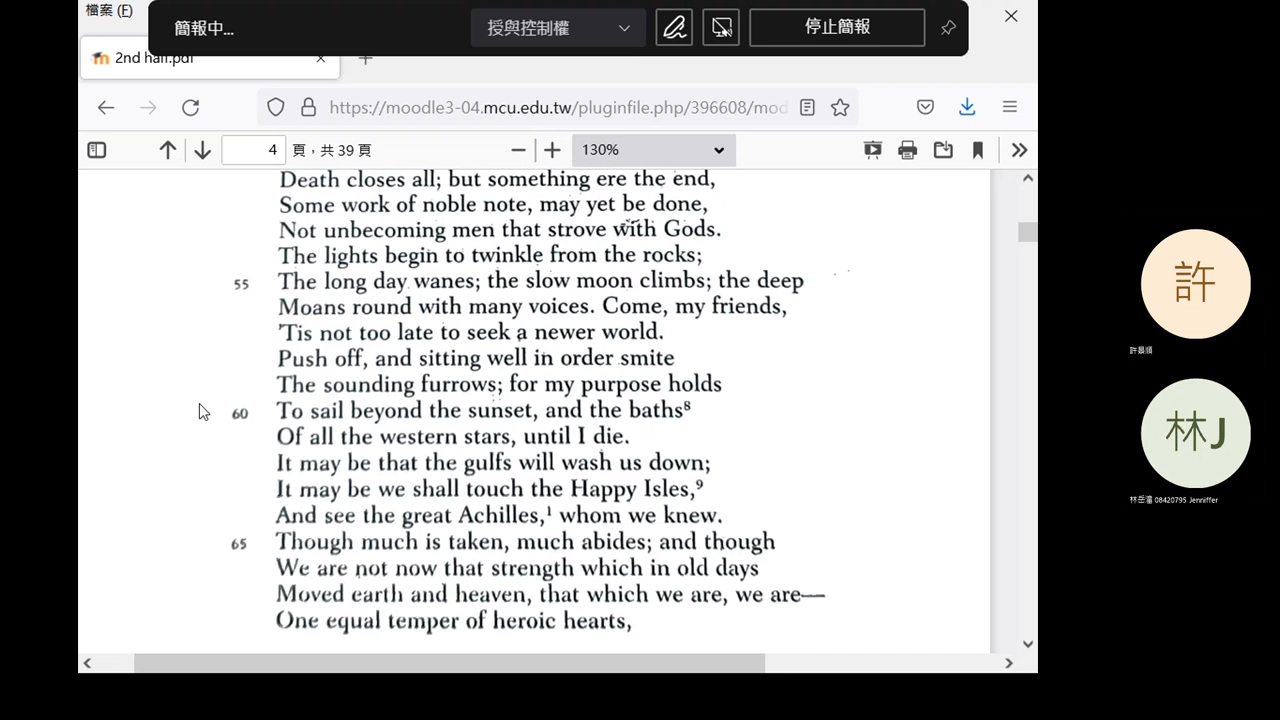 檔案 (F)
簡報中...
授與控制權
停止簡報
2nd half.pdf
https://moodle3-04.mcu.edu.tw/pluginfile.php/396608/mod
4 頁，共 39 頁
130%
Death closes all; but something ere the end,
Some work of noble note, may yet be done,
Not unbecoming men that strove with Gods.
The lights begin to twinkle from the rocks;
55 The long day wanes; the slow moon climbs; the deep
Moans round with many voices. Come, my friends,
'Tis not too late to seek a newer world.
Push off, and sitting well in order smite
The sounding furrows; for my purpose holds
60 To sail beyond the sunset, and the baths⁸
Of all the western stars, until I die.
It may be that the gulfs will wash us down;
It may be we shall touch the Happy Isles,⁹
And see the great Achilles,¹ whom we knew.
65 Though much is taken, much abides; and though
We are not now that strength which in old days
Moved earth and heaven, that which we are, we are—
One equal temper of heroic hearts,
許
許景順
林J
林岳瀟 08420795 Jenniffer